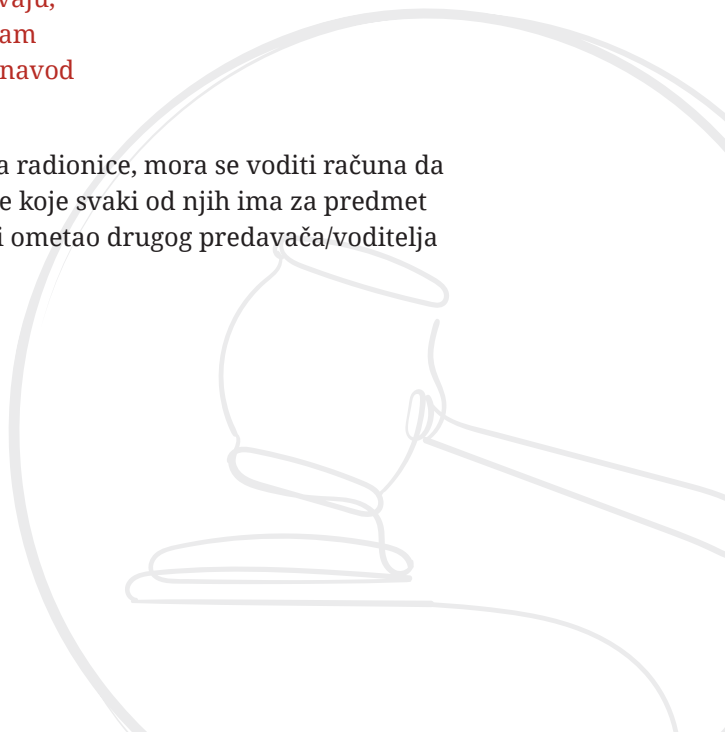 vaju,
am
navod
a radionice, mora se voditi računa da
e koje svaki od njih ima za predmet
i ometao drugog predavača/voditelja